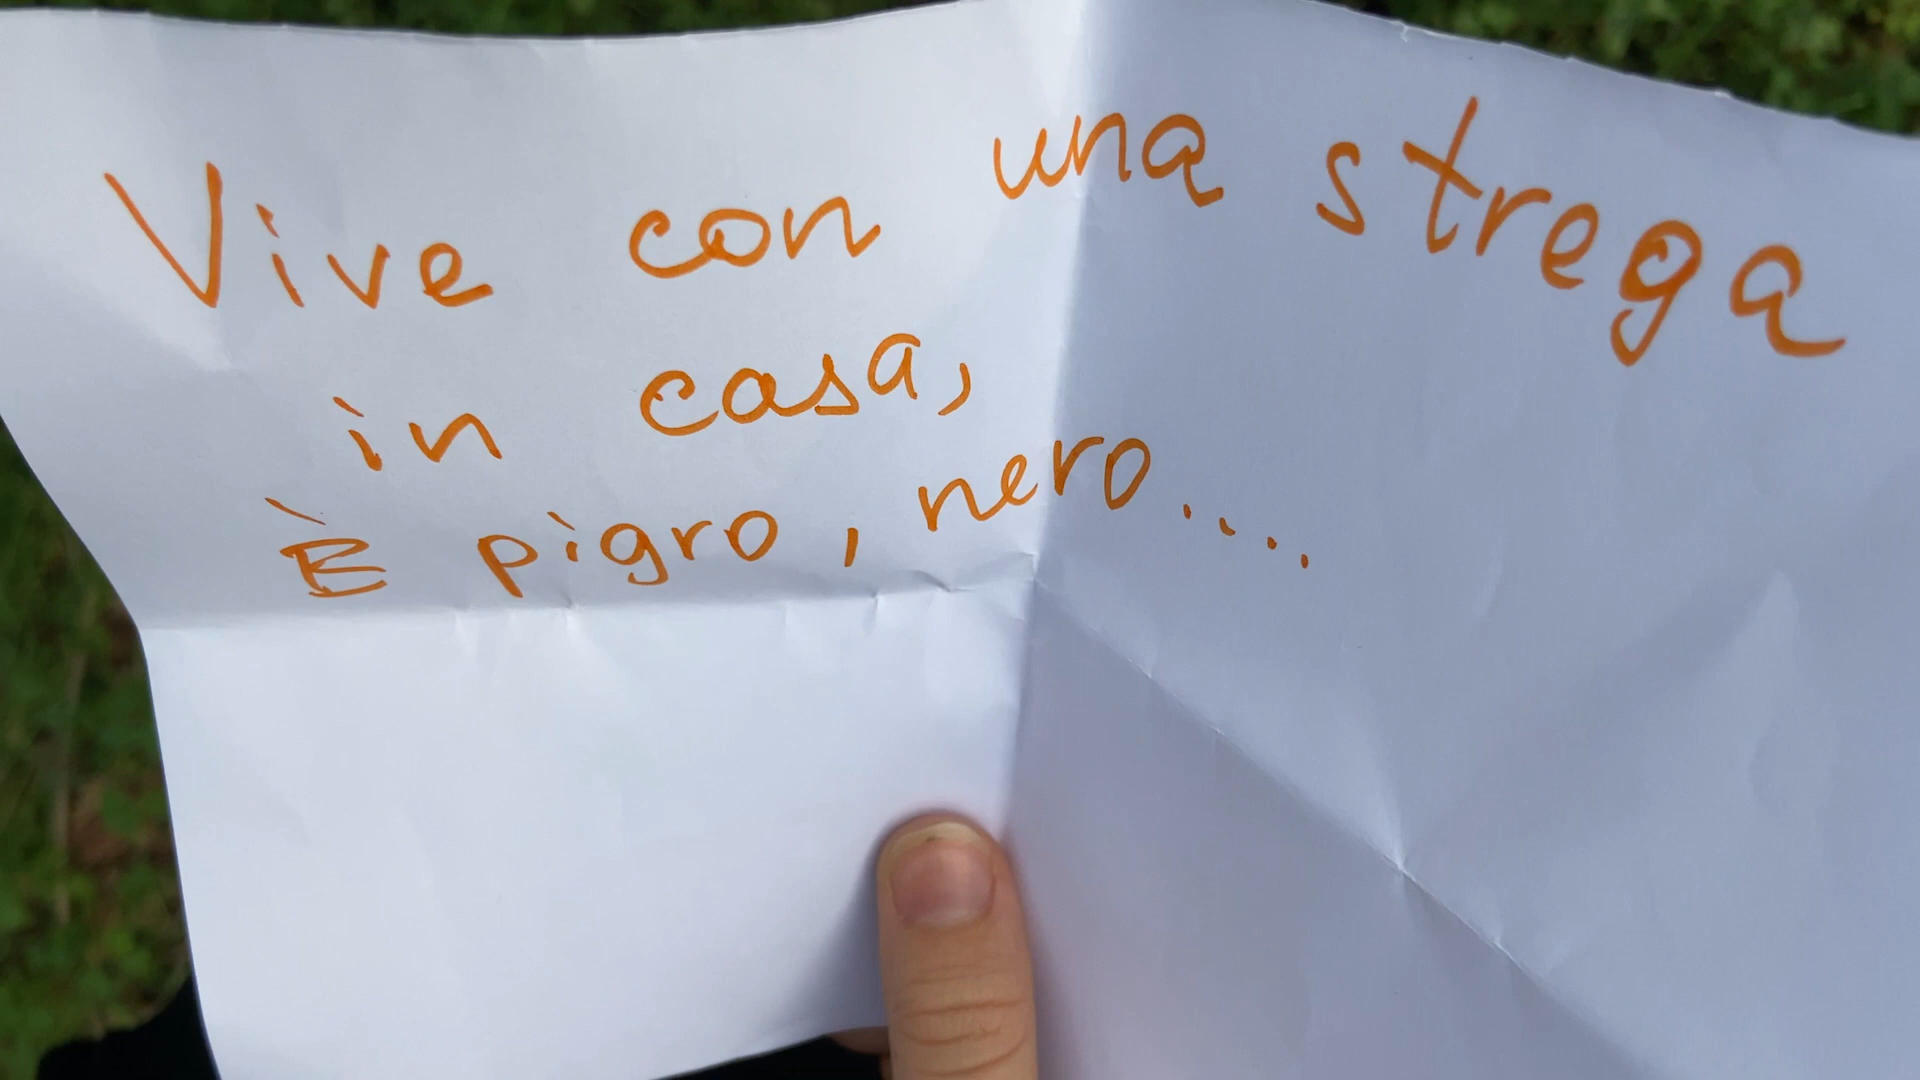 Vive con una strega
in casa,
È pigro, nero....